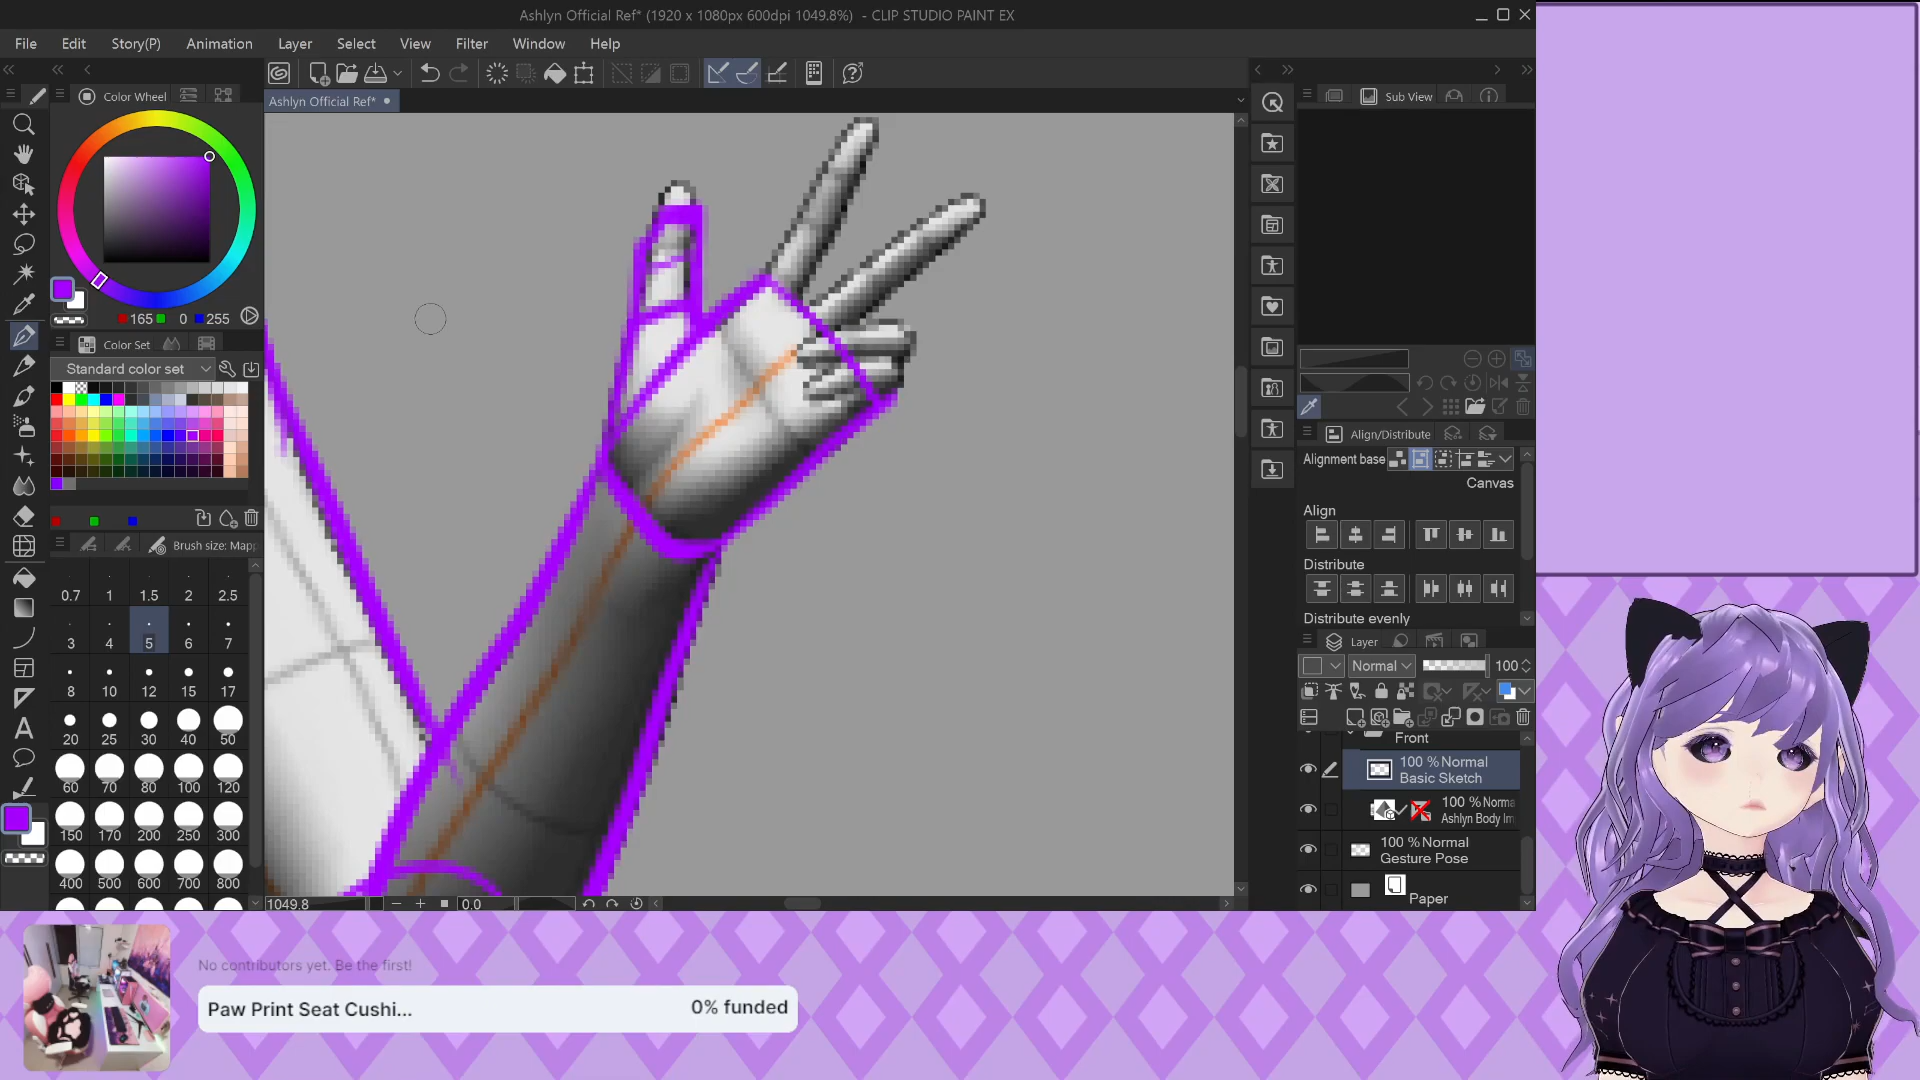 Ashlyn Official Ref* (1920 x 1080px 600dpi 1049.8%) - CLIP STUDIO PAINT EX
File Edit Story(P) Animation Layer Select View Filter Window Help
Color Wheel
Ashlyn Official Ref*
Sub View
165 0 255
Color Set
Standard color set
Brush size: Mapp
0.7 1 1.5 2 2.5
3 4 5 6 7
8 10 12 15 17
20 25 30 40 50
60 70 80 100 120
150 170 200 250 300
400 500 600 700 800
1049.8
0.0
Align/Distribute
Alignment base
Canvas
Align
Distribute
Distribute evenly
Layer
Normal
100
Front
100 % Normal
Basic Sketch
100 % Norma
Ashlyn Body Im
100 % Normal
Gesture Pose
Paper
No contributors yet. Be the first!
Paw Print Seat Cushi...
0% funded